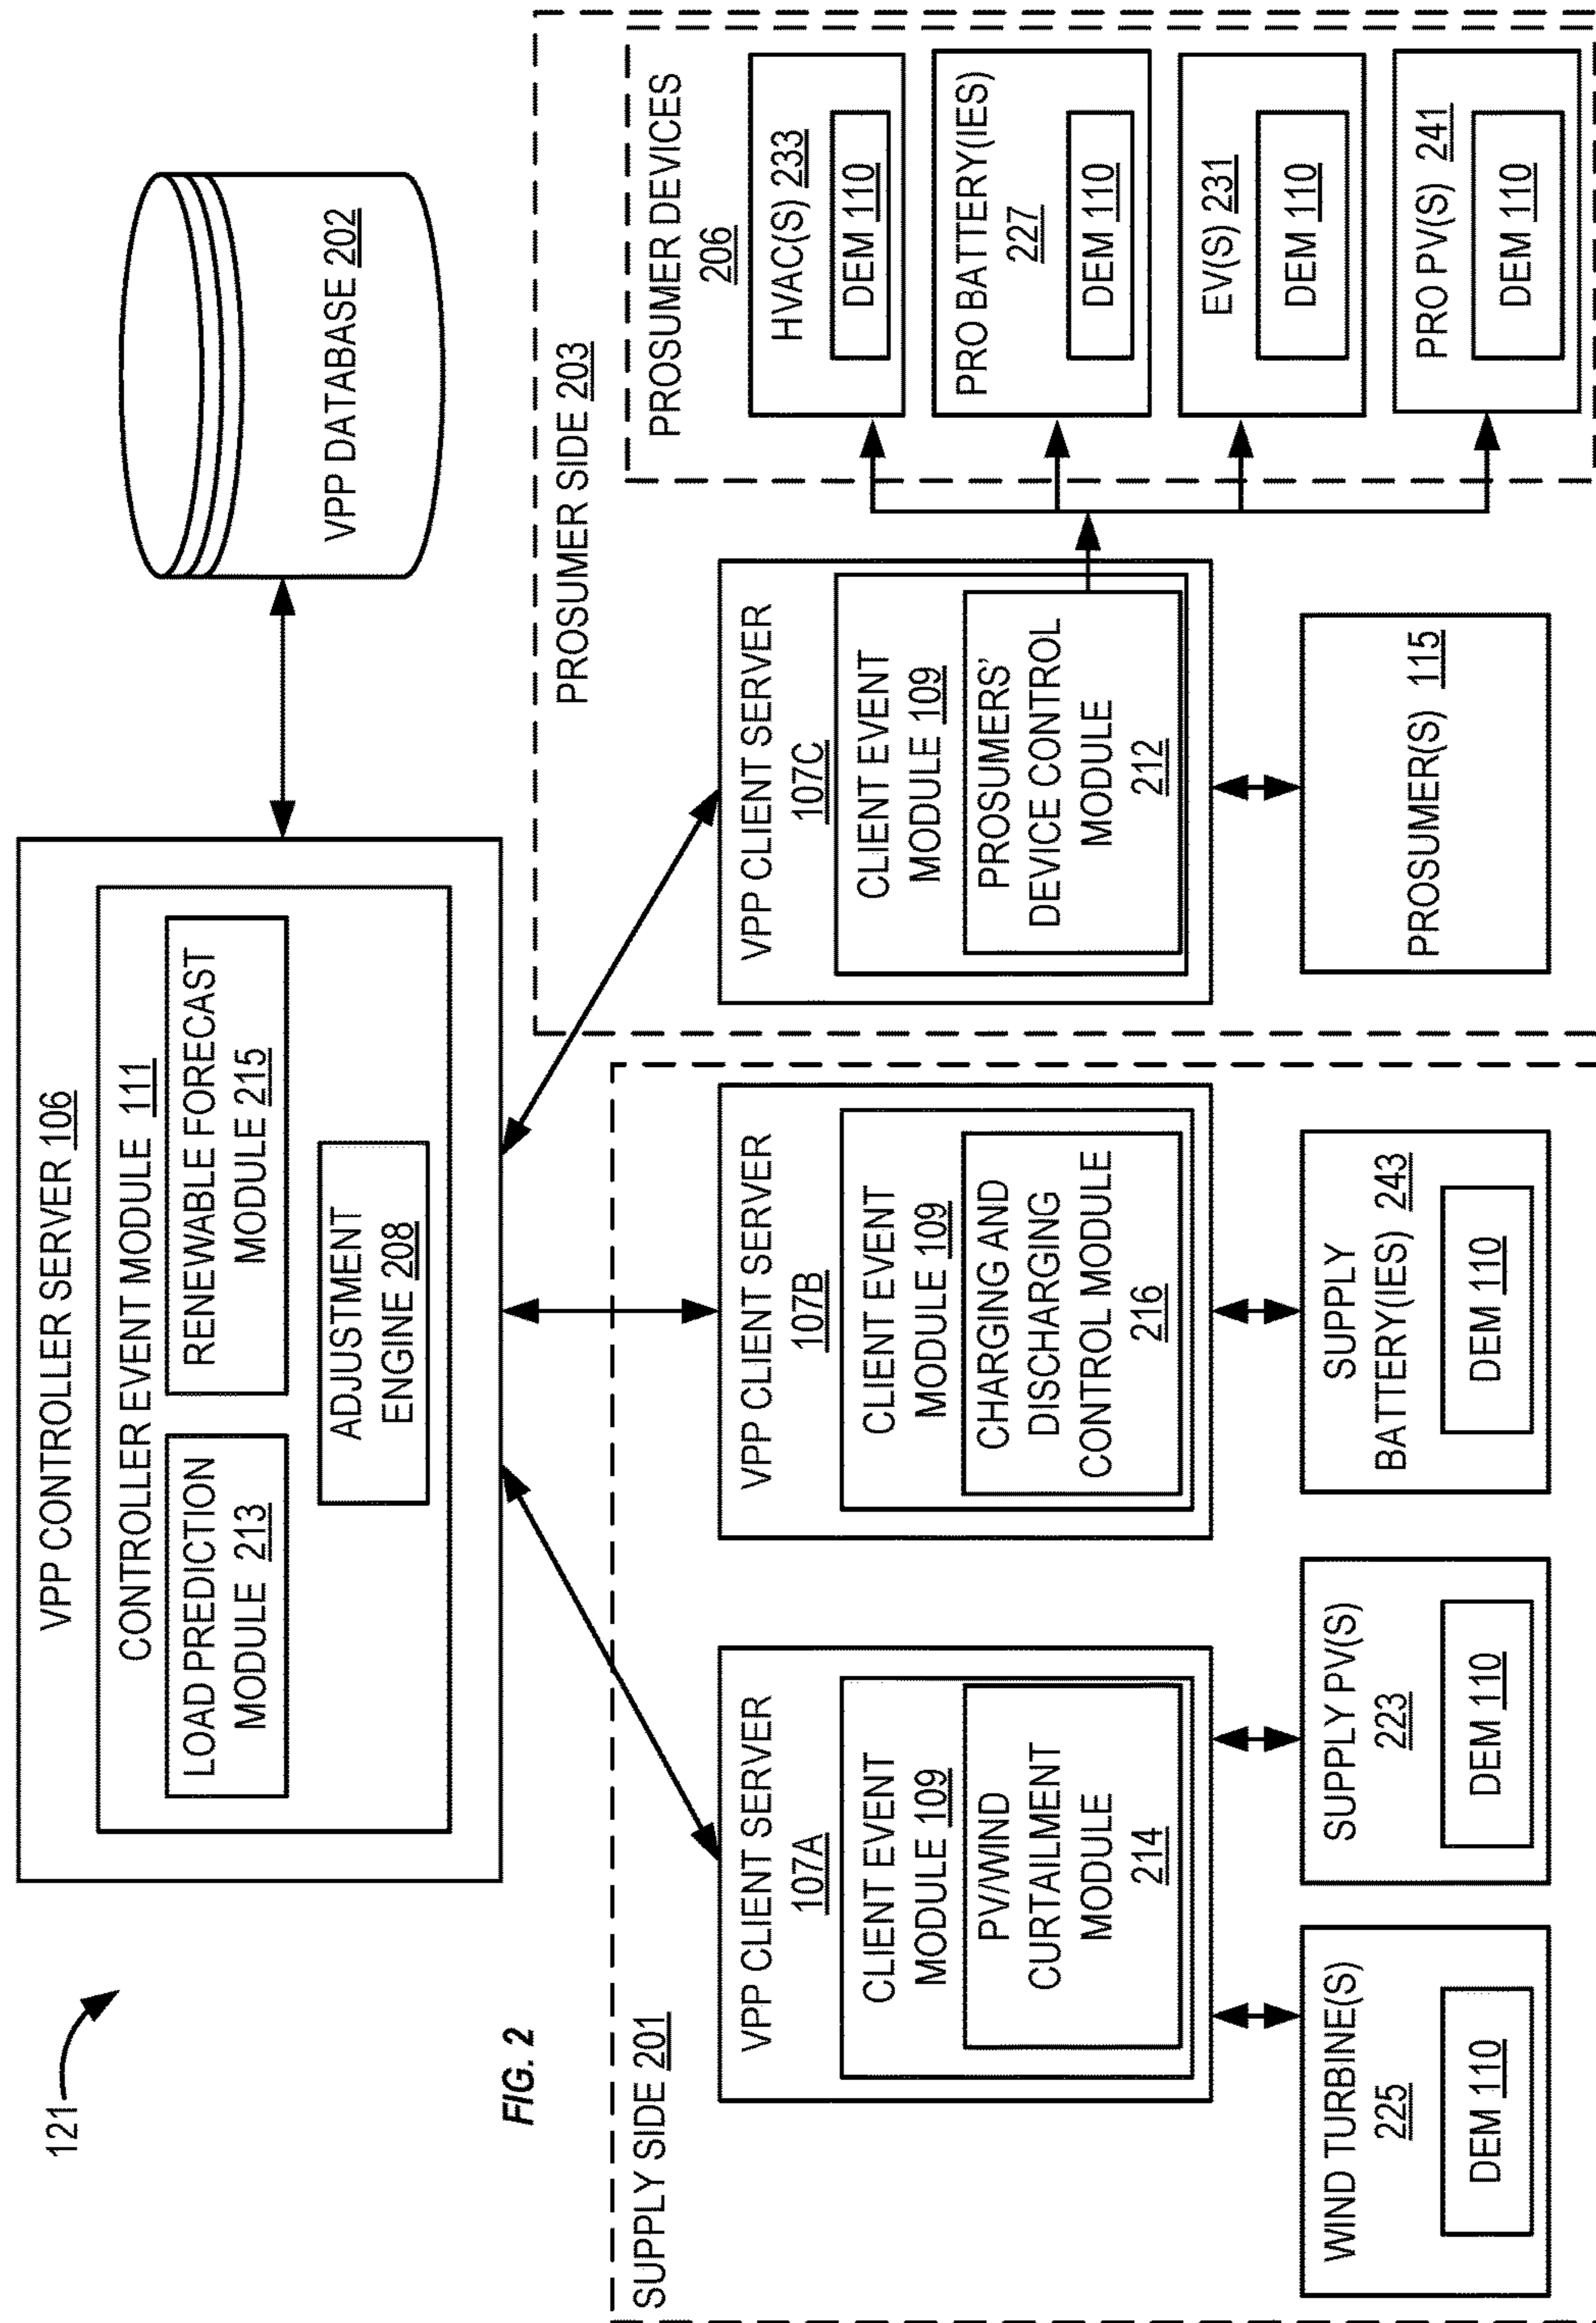 121
FIG. 2
VPP CONTROLLER SERVER 106
CONTROLLER EVENT MODULE 111
LOAD PREDICTION
MODULE 213
RENEWABLE FORECAST
MODULE 215
ADJUSTMENT
ENGINE 208
VPP DATABASE 202
SUPPLY SIDE 201
VPP CLIENT SERVER
107A
CLIENT EVENT
MODULE 109
PV/WIND
CURTAILMENT
MODULE
214
WIND TURBINE(S)
225
DEM 110
SUPPLY PV(S)
223
DEM 110
VPP CLIENT SERVER
107B
CLIENT EVENT
MODULE 109
CHARGING AND
DISCHARGING
CONTROL MODULE
216
SUPPLY
BATTERY(IES) 243
DEM 110
PROSUMER SIDE 203
VPP CLIENT SERVER
107C
CLIENT EVENT
MODULE 109
PROSUMERS'
DEVICE CONTROL
MODULE
212
PROSUMER(S) 115
PROSUMER DEVICES
206
HVAC(S) 233
DEM 110
PRO BATTERY(IES)
227
DEM 110
EV(S) 231
DEM 110
PRO PV(S) 241
DEM 110